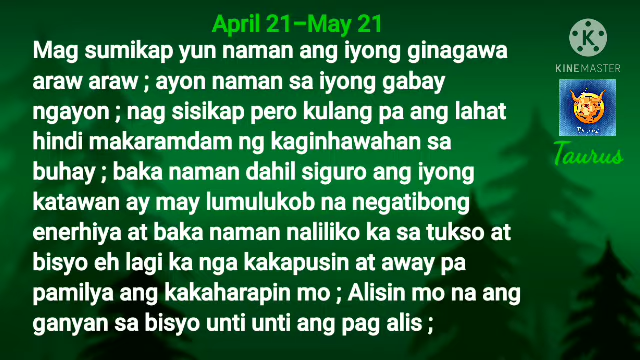 April 21–May 21
Mag sumikap yun naman ang iyong ginagawa
araw araw ; ayon naman sa iyong gabay
ngayon ; nag sisikap pero kulang pa ang lahat
hindi makaramdam ng kaginhawahan sa
buhay ; baka naman dahil siguro ang iyong
katawan ay may lumulukob na negatibong
enerhiya at baka naman naliliko ka sa tukso at
bisyo eh lagi ka nga kakapusin at away pa
pamilya ang kakaharapin mo ; Alisin mo na ang
ganyan sa bisyo unti unti ang pag alis ;
KINEMASTER
Taurus